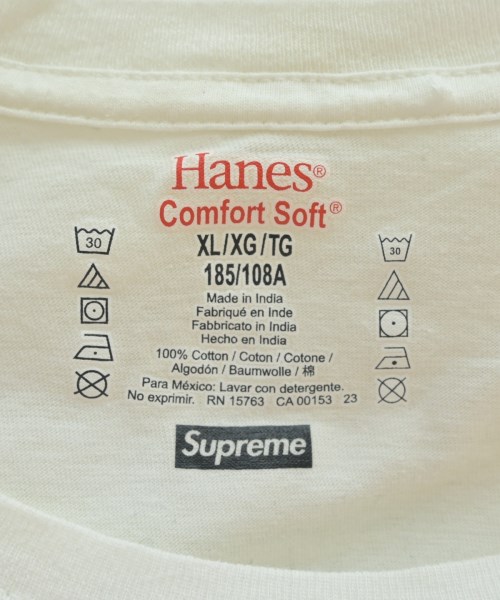 Hanes®
Comfort Soft®
XL/XG/TG
185/108A
Made in India
Fabriqué en Inde
Fabbricato in India
Hecho en India
100% Cotton / Coton / Cotone /
Algodón / Baumwolle / 棉
Para México: Lavar con detergente.
No exprimir. RN 15763 CA 00153 23
30
30
Supreme